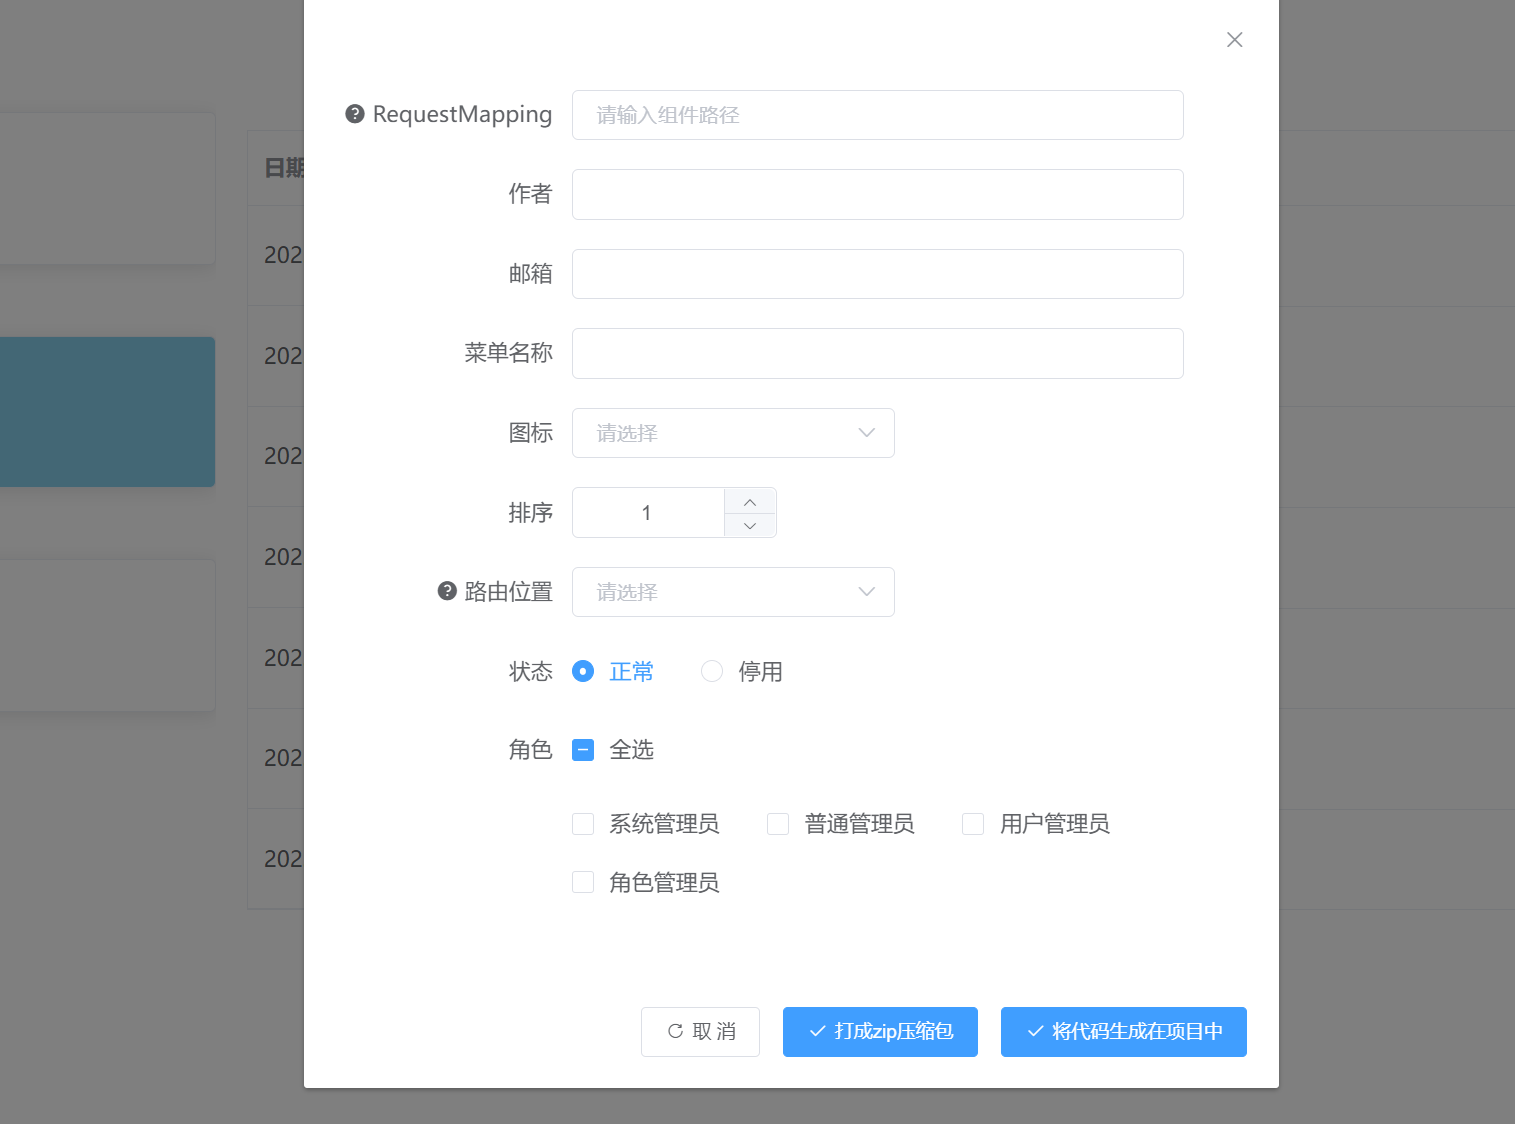 RequestMapping 请输入组件路径
作者
邮箱
菜单名称
图标 请选择
排序 1
路由位置 请选择
状态 正常 停用
角色 全选
系统管理员 普通管理员 用户管理员
角色管理员
取 消 打成zip压缩包 将代码生成在项目中
日期
202
202
202
202
202
202
202